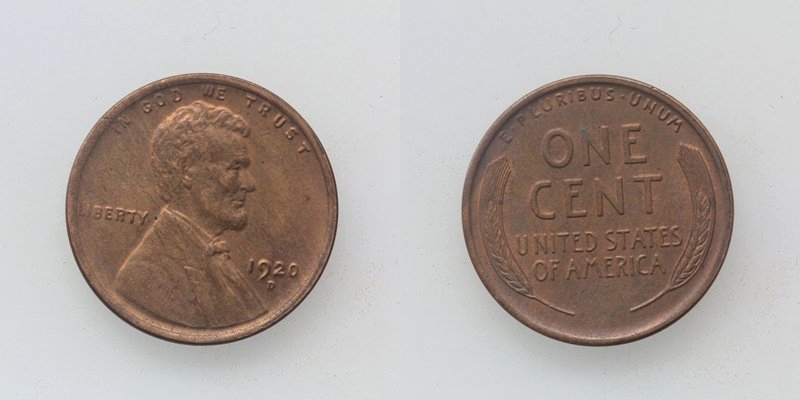 IN GOD WE TRUST
LIBERTY
1920
D
E·PLURIBUS·UNUM
ONE
CENT
UNITED STATES
OF AMERICA